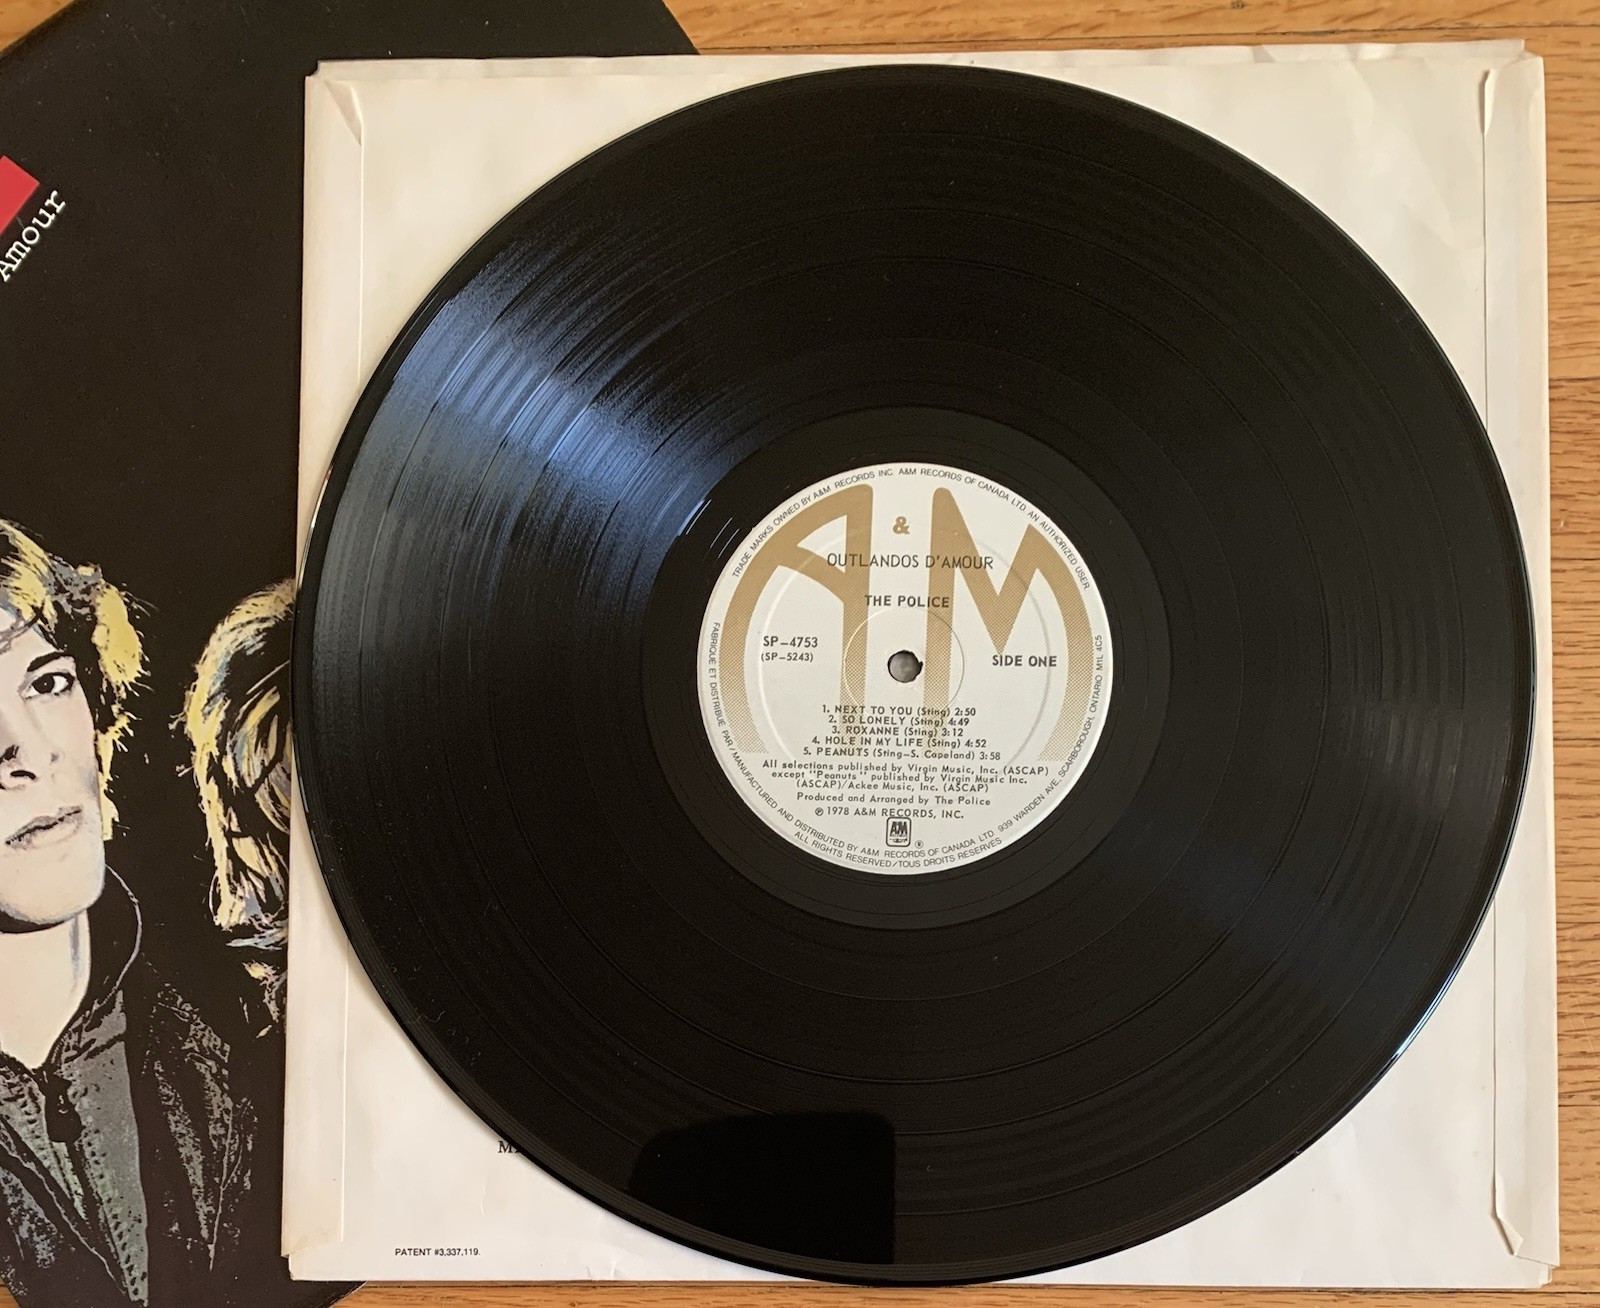 Amour
TRADE MARKS OWNED BY A&M RECORDS INC. A&M RECORDS OF CANADA LTD. AN AUTHORIZED USER
A & M
OUTLANDOS D'AMOUR
THE POLICE
SP-4753
(SP-5243)
SIDE ONE
1. NEXT TO YOU (Sting) 2:50
2. SO LONELY (Sting) 4:49
3. ROXANNE (Sting) 3:12
4. HOLE IN MY LIFE (Sting) 4:52
5. PEANUTS (Sting-S. Copeland) 3:58
All selections published by Virgin Music, Inc. (ASCAP)
except "Peanuts" published by Virgin Music Inc.
(ASCAP)/Ackee Music, Inc. (ASCAP)
Produced and Arranged by The Police
℗ 1978 A&M RECORDS, INC.
A&M ®
FABRIQUE ET DISTRIBUE PAR/MANUFACTURED AND DISTRIBUTED BY A&M RECORDS OF CANADA LTD. 939 WARDEN AVE, SCARBOROUGH, ONTARIO M1L 4C5
ALL RIGHTS RESERVED/TOUS DROITS RESERVES
PATENT #3,337,119.